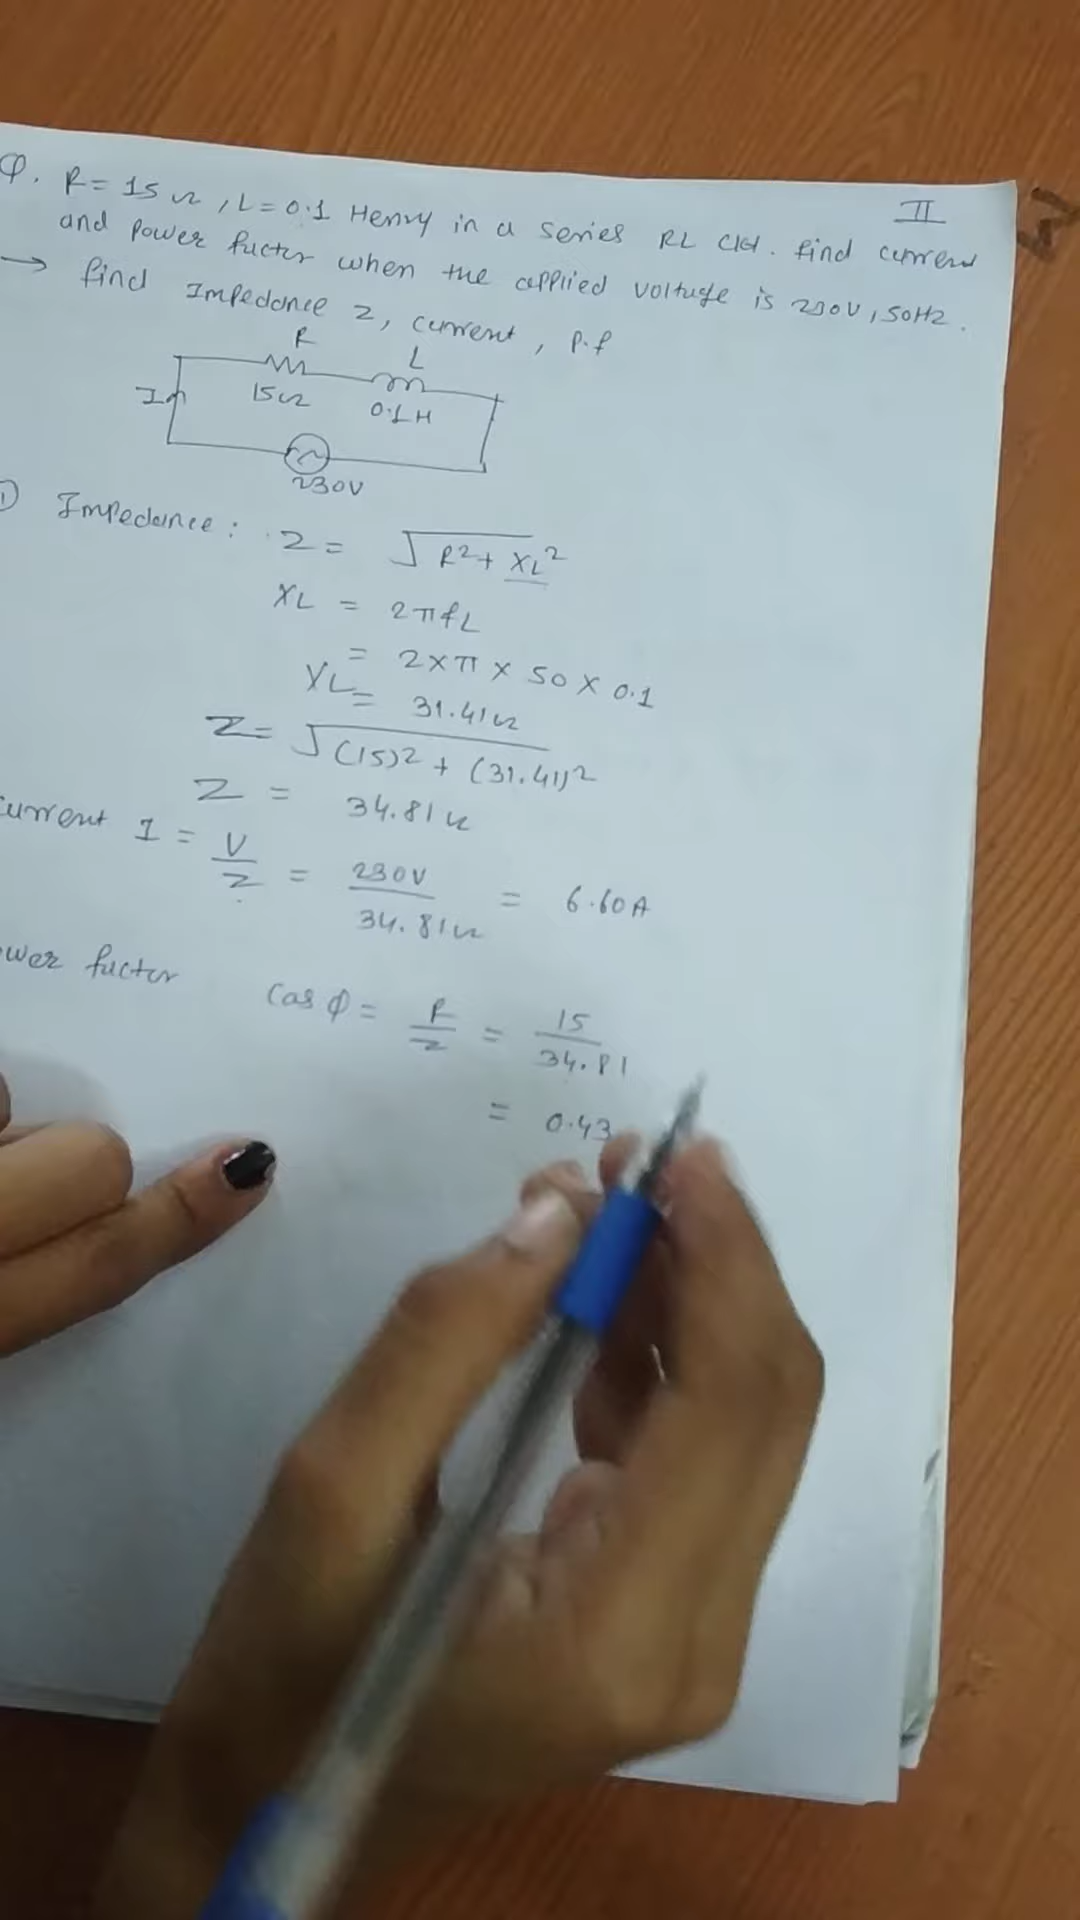 Q. R = 15 Ω, L = 0.1 Henry in a series RL Ckt. find current
and Power factor when the applied voltage is 230V, 50Hz.
→ find Impedance Z, current, P.f
R
L
I
15Ω
0.1H
230V
1) Impedance: Z = √R² + XL²
XL = 2πfL
= 2×π × 50 × 0.1
XL = 31.41Ω
Z = √(15)² + (31.41)²
Z = 34.81Ω
current I = V/Z = 230V/34.81Ω = 6.60A
ower factor Cos φ = R/Z = 15/34.81
= 0.43
II